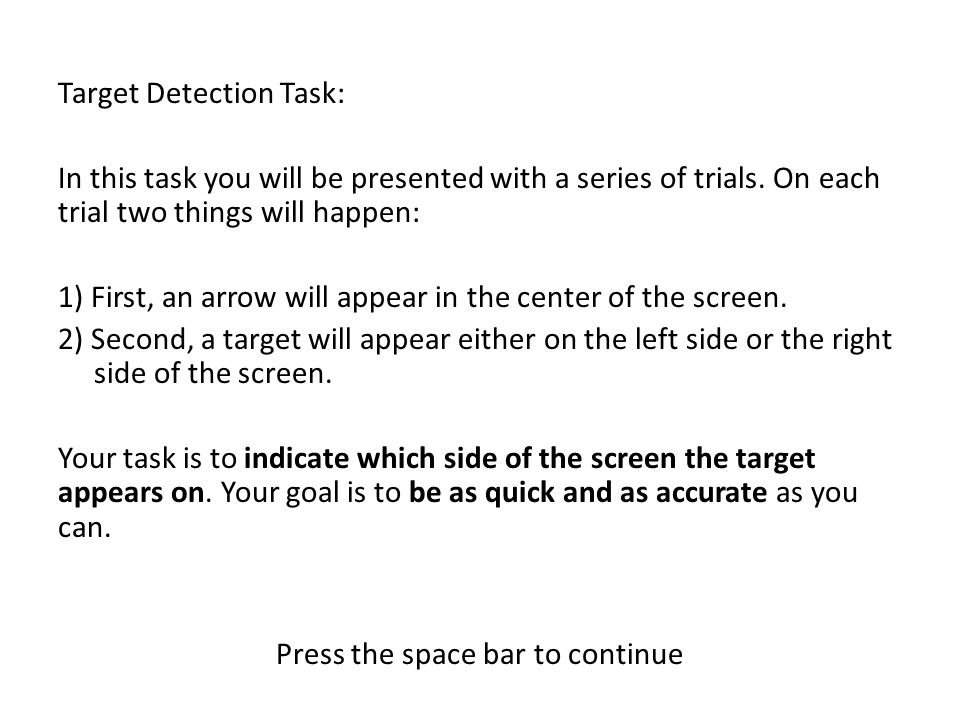 Target Detection Task:
In this task you will be presented with a series of trials. On each
trial two things will happen:
1) First, an arrow will appear in the center of the screen.
2) Second, a target will appear either on the left side or the right
side of the screen.
Your task is to indicate which side of the screen the target
appears on. Your goal is to be as quick and as accurate as you
can.
Press the space bar to continue